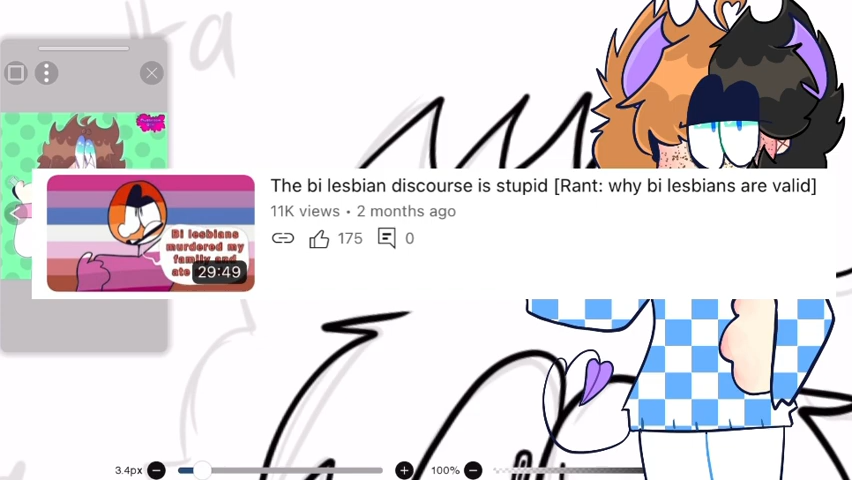 The bi lesbian discourse is stupid [Rant: why bi lesbians are valid]
11K views • 2 months ago
175
0
Bi lesbians
murdered my
family and
ate
29:49
3.4px
100%